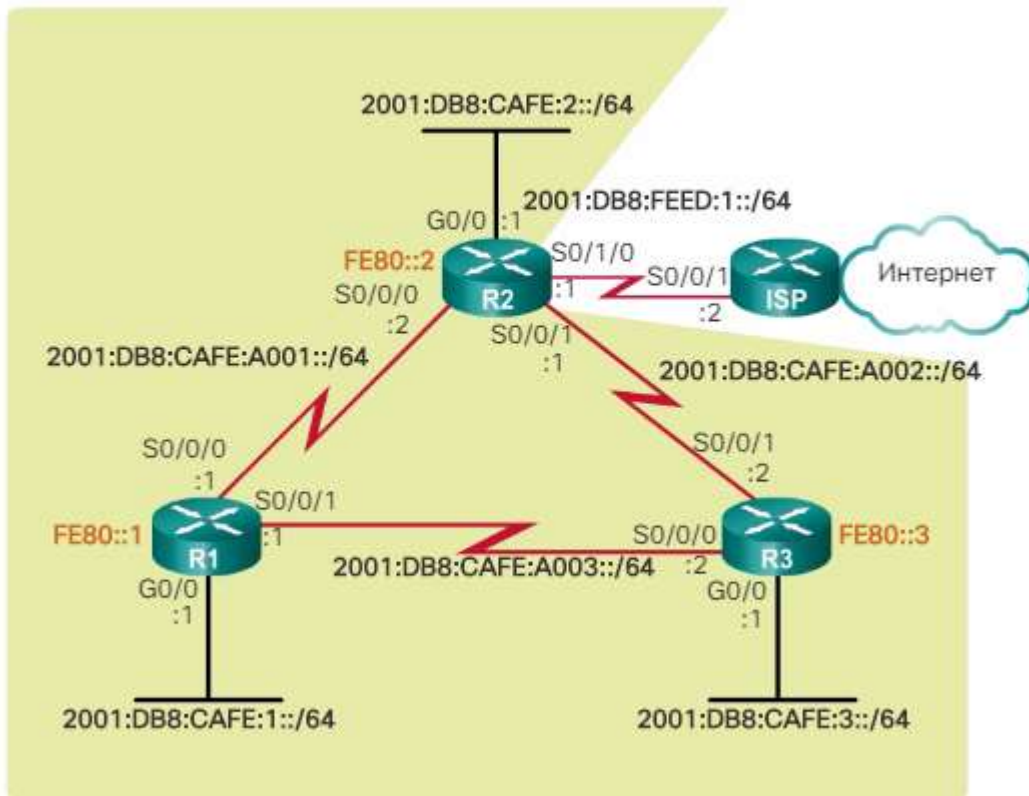 2001:DB8:CAFE:2::/64
2001:DB8:FEED:1::/64
G0/0 :1
FE80::2
S0/1/0
S0/0/1
Интернет
R2
:1
ISP
S0/0/0
:2
:2
S0/0/1
:1
2001:DB8:CAFE:A001::/64
2001:DB8:CAFE:A002::/64
S0/0/0
:1
S0/0/1
:2
S0/0/1
:1
FE80::1
R1
S0/0/0
:2
R3
FE80::3
2001:DB8:CAFE:A003::/64
G0/0
:1
G0/0
:1
2001:DB8:CAFE:1::/64
2001:DB8:CAFE:3::/64